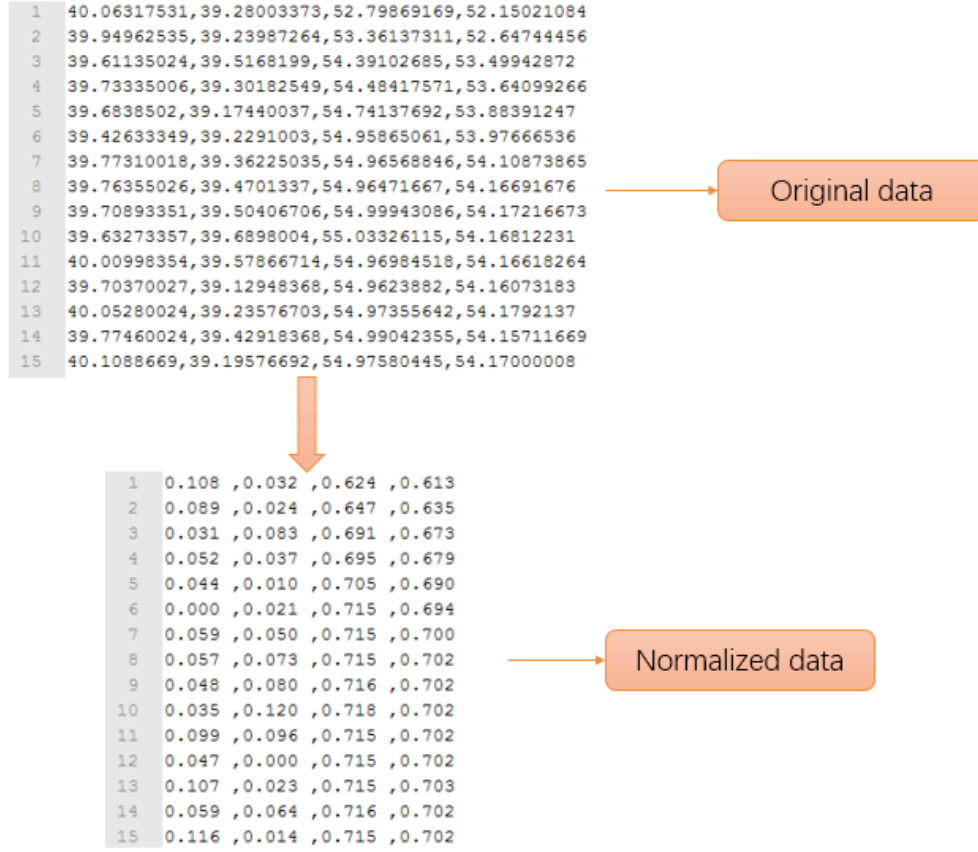 1 40.06317531,39.28003373,52.79869169,52.15021084
2 39.94962535,39.23987264,53.36137311,52.64744456
3 39.61135024,39.5168199,54.39102685,53.49942872
4 39.73335006,39.30182549,54.48417571,53.64099266
5 39.6838502,39.17440037,54.74137692,53.88391247
6 39.42633349,39.2291003,54.95865061,53.97666536
7 39.77310018,39.36225035,54.96568846,54.10873865
8 39.76355026,39.4701337,54.96471667,54.16691676
9 39.70893351,39.50406706,54.99943086,54.17216673
10 39.63273357,39.6898004,55.03326115,54.16812231
11 40.00998354,39.57866714,54.96984518,54.16618264
12 39.70370027,39.12948368,54.9623882,54.16073183
13 40.05280024,39.23576703,54.97355642,54.1792137
14 39.77460024,39.42918368,54.99042355,54.15711669
15 40.1088669,39.19576692,54.97580445,54.17000008
Original data
1 0.108 ,0.032 ,0.624 ,0.613
2 0.089 ,0.024 ,0.647 ,0.635
3 0.031 ,0.083 ,0.691 ,0.673
4 0.052 ,0.037 ,0.695 ,0.679
5 0.044 ,0.010 ,0.705 ,0.690
6 0.000 ,0.021 ,0.715 ,0.694
7 0.059 ,0.050 ,0.715 ,0.700
8 0.057 ,0.073 ,0.715 ,0.702
9 0.048 ,0.080 ,0.716 ,0.702
10 0.035 ,0.120 ,0.718 ,0.702
11 0.099 ,0.096 ,0.715 ,0.702
12 0.047 ,0.000 ,0.715 ,0.702
13 0.107 ,0.023 ,0.715 ,0.703
14 0.059 ,0.064 ,0.716 ,0.702
15 0.116 ,0.014 ,0.715 ,0.702
Normalized data